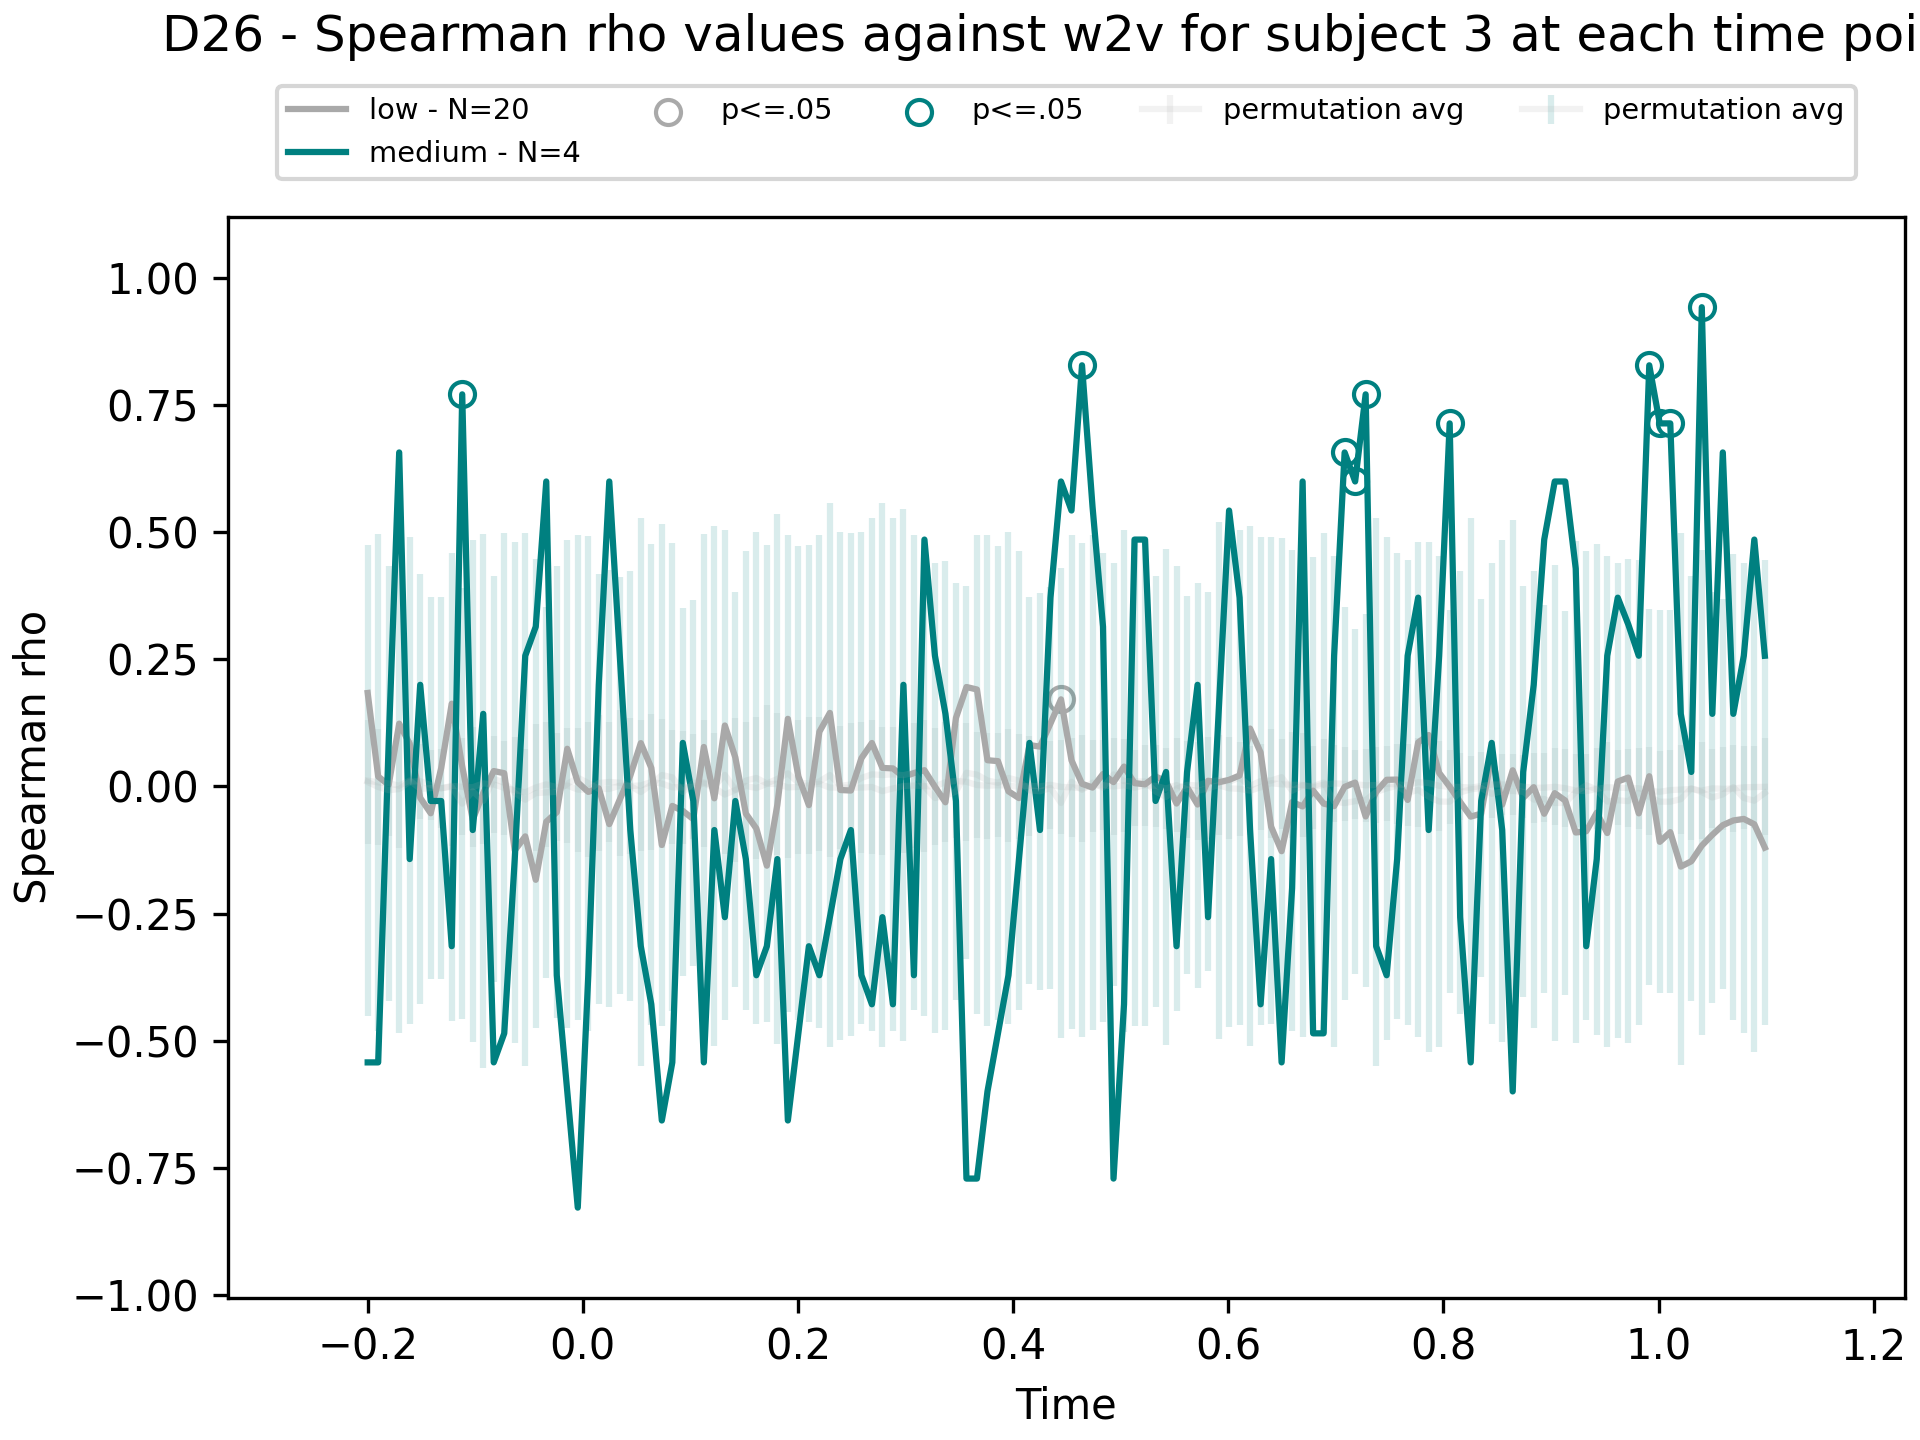 D26 - Spearman rho values against w2v for subject 3 at each time poi
low - N=20
medium - N=4
p<=.05
p<=.05
permutation avg
permutation avg
1.00
0.75
0.50
0.25
0.00
−0.25
−0.50
−0.75
−1.00
Spearman rho
−0.2 0.0 0.2 0.4 0.6 0.8 1.0 1.2
Time